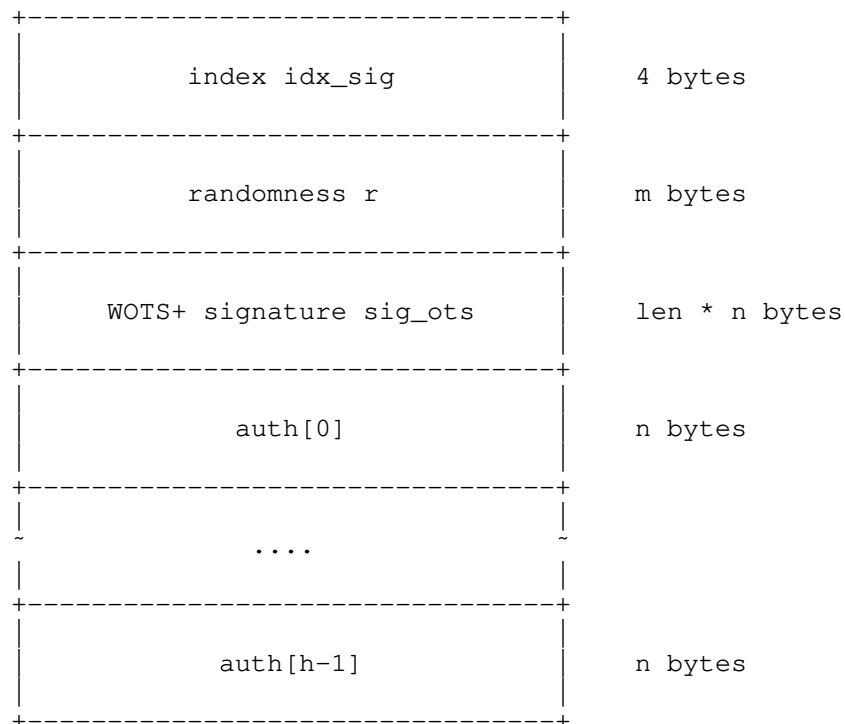 index idx_sig 4 bytes
randomness r m bytes
WOTS+ signature sig_ots len * n bytes
auth[0] n bytes
~ .... ~
auth[h-1] n bytes